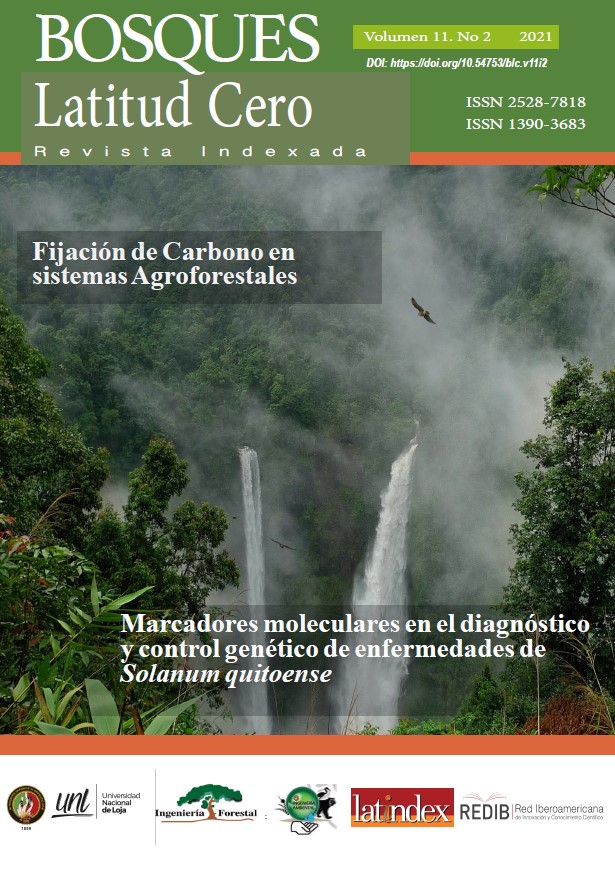 BOSQUES
Latitud Cero
Revista Indexada
Volumen 11. No 2 2021
DOI: https://doi.org/10.54753/blc.v11i2
ISSN 2528-7818
ISSN 1390-3683
Fijación de Carbono en
sistemas Agroforestales
Marcadores moleculares en el diagnóstico
y control genético de enfermedades de
Solanum quitoense
1859
unl
Universidad
Nacional
de Loja
Ingeniería Forestal
:
INGENIERÍA
AMBIENTAL
latindex
REDIB
Red Iberoamericana
de Innovación y Conocimiento Científico